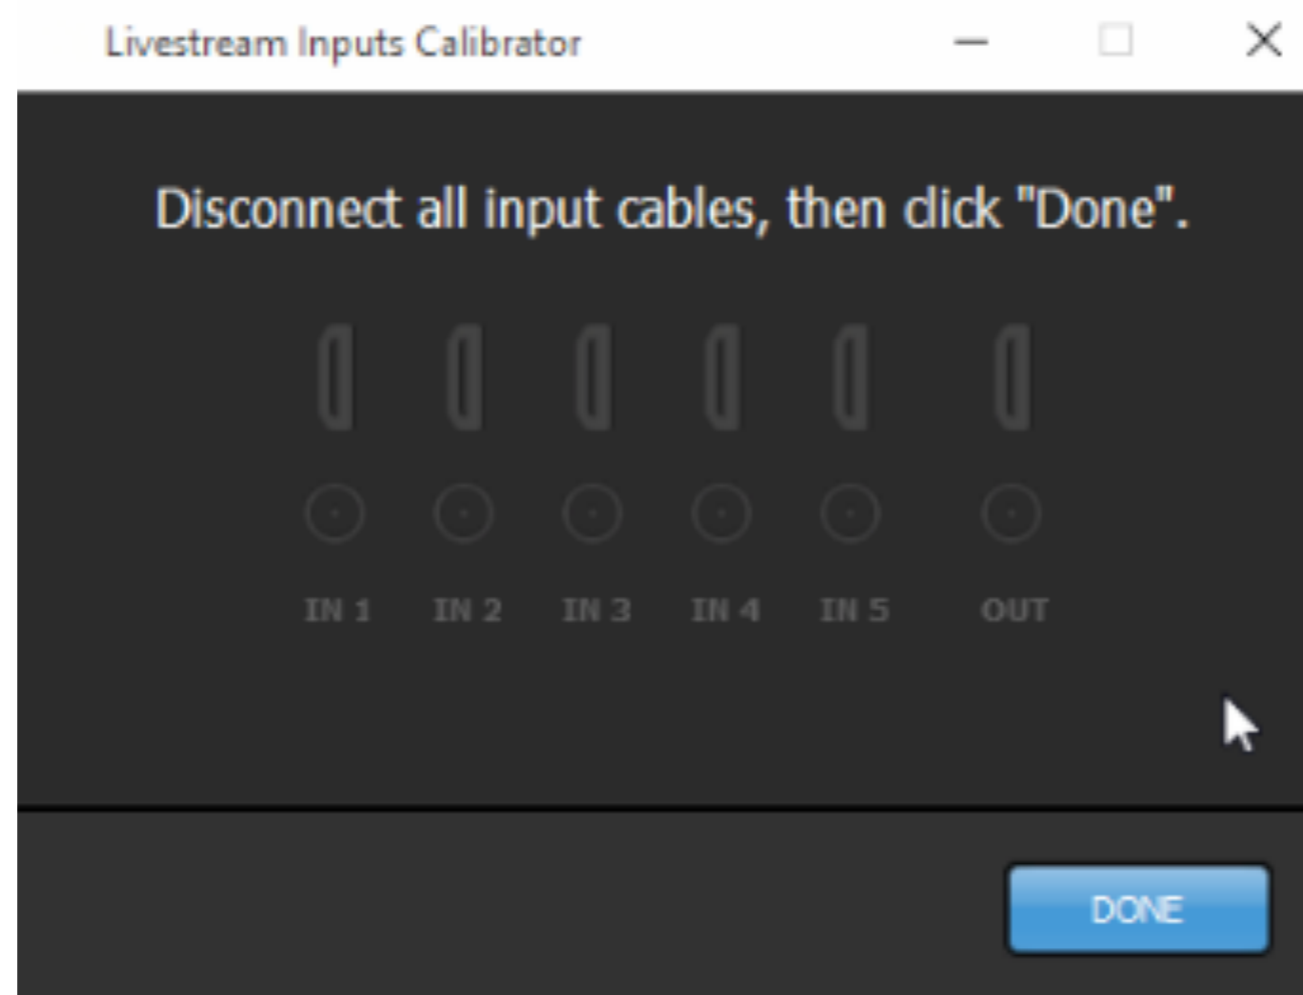 Livestream Inputs Calibrator
Disconnect all input cables, then click "Done".
IN 1 IN 2 IN 3 IN 4 IN 5 OUT
DONE